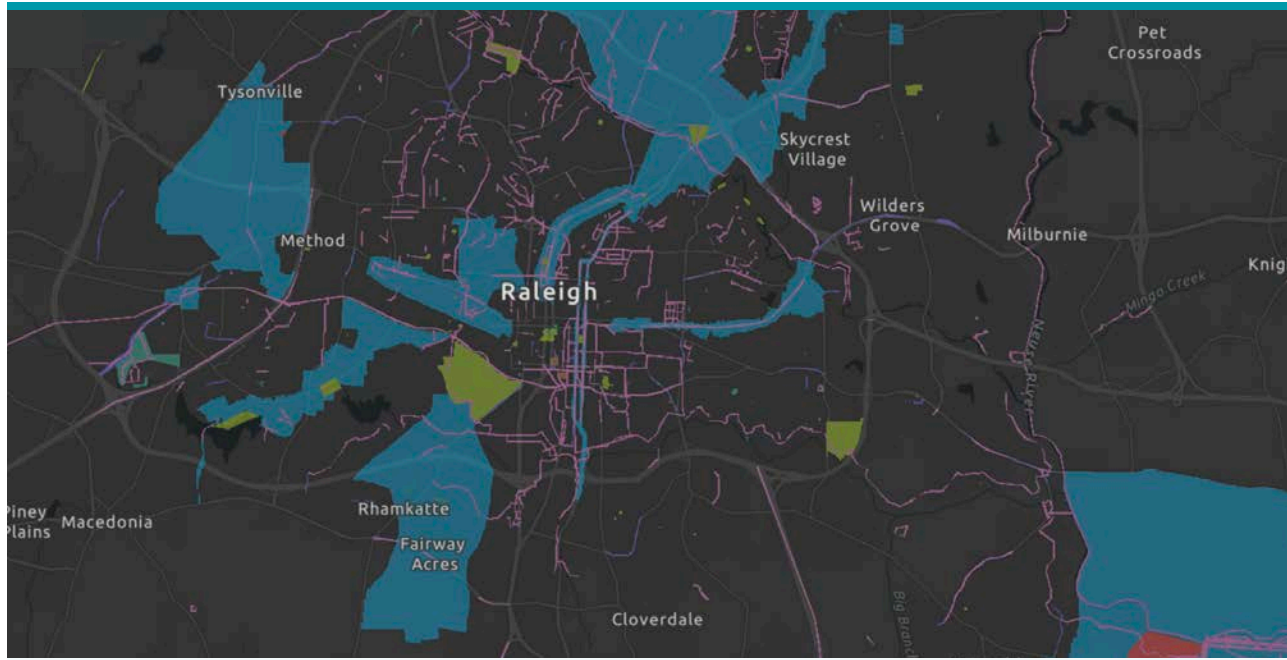 Pet
Crossroads
Tysonville
Skycrest
Village
Wilders
Grove
Method
Milburnie
Knig
Raleigh
Mingo Creek
Neuse River
Rhamkatte
Piney
Plains
Macedonia
Fairway
Acres
Cloverdale
Big Branch